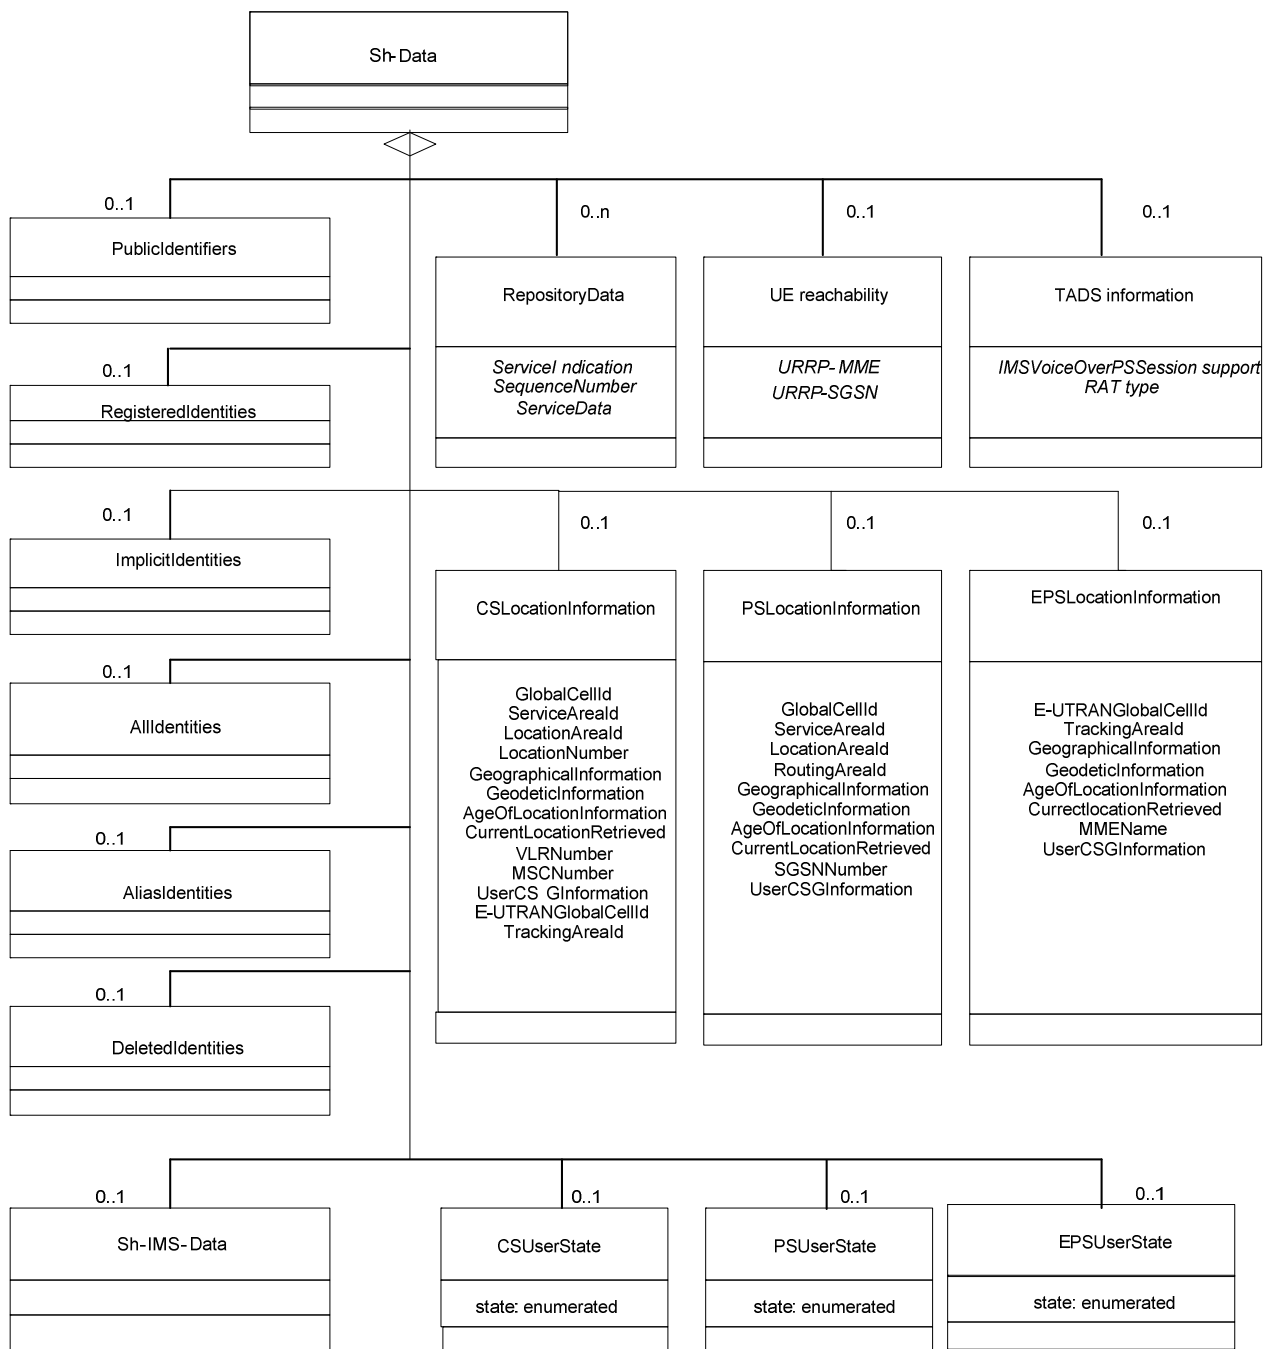 Sh-Data
0..1
0..n
0..1
0..1
PublicIdentifiers
RepositoryData
UE reachability
TADS information
ServiceI ndication
SequenceNumber
ServiceData
URRP-MME
URRP-SGSN
IMSVoiceOverPSSession support
RAT type
0..1
RegisteredIdentities
0..1
0..1
0..1
0..1
ImplicitIdentities
CSLocationInformation
PSLocationInformation
EPSLocationInformation
GlobalCellId
ServiceAreaId
LocationAreaId
LocationNumber
GeographicalInformation
GeodeticInformation
AgeOfLocationInformation
CurrentLocationRetrieved
VLRNumber
MSCNumber
UserCS GInformation
E-UTRANGlobalCellId
TrackingAreaId
GlobalCellId
ServiceAreaId
LocationAreaId
RoutingAreaId
GeographicalInformation
GeodeticInformation
AgeOfLocationInformation
CurrentLocationRetrieved
SGSNNumber
UserCSGInformation
E-UTRANGlobalCellId
TrackingAreaId
GeographicalInformation
GeodeticInformation
AgeOfLocationInformation
CurrectlocationRetrieved
MMEName
UserCSGInformation
0..1
AllIdentities
0..1
AliasIdentities
0..1
DeletedIdentities
0..1
0..1
0..1
0..1
Sh-IMS-Data
CSUserState
PSUserState
EPSUserState
state: enumerated
state: enumerated
state: enumerated